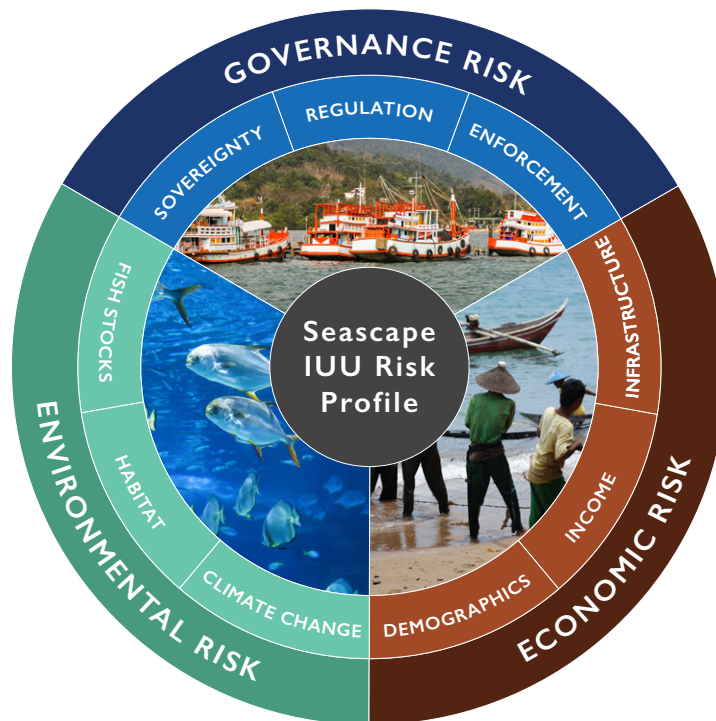 GOVERNANCE RISK
SOVEREIGNTY
REGULATION
ENFORCEMENT
FISH STOCKS
HABITAT
CLIMATE CHANGE
ENVIRONMENTAL RISK
INFRASTRUCTURE
INCOME
DEMOGRAPHICS
ECONOMIC RISK
Seascape
IUU Risk
Profile